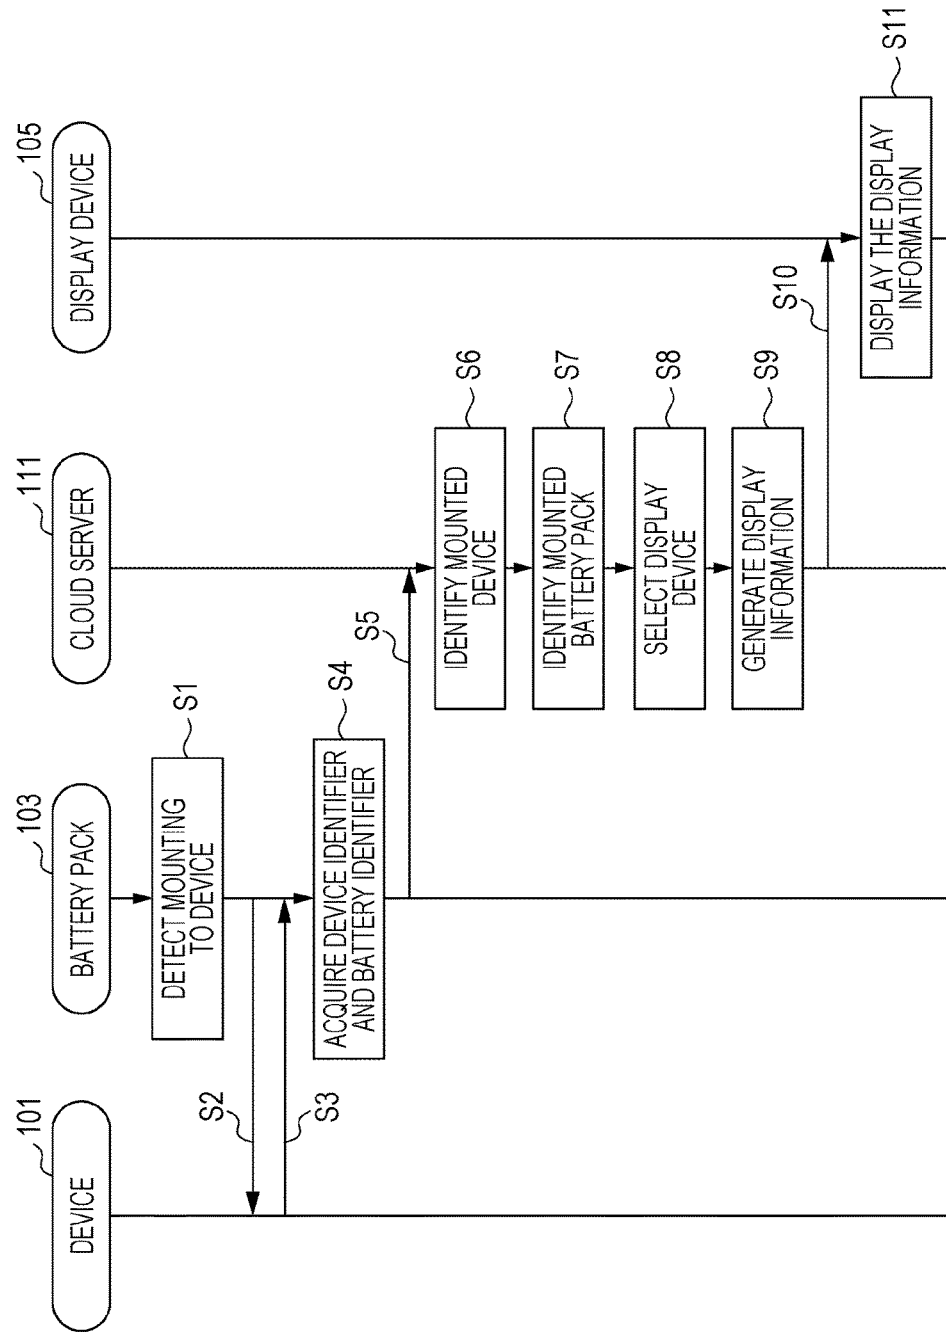 101
DEVICE
103
BATTERY PACK
111
CLOUD SERVER
105
DISPLAY DEVICE
DETECT MOUNTING
TO DEVICE
S1
S2
S3
ACQUIRE DEVICE IDENTIFIER
AND BATTERY IDENTIFIER
S4
S5
IDENTIFY MOUNTED
DEVICE
S6
IDENTIFY MOUNTED
BATTERY PACK
S7
SELECT DISPLAY
DEVICE
S8
GENERATE DISPLAY
INFORMATION
S9
S10
DISPLAY THE DISPLAY
INFORMATION
S11